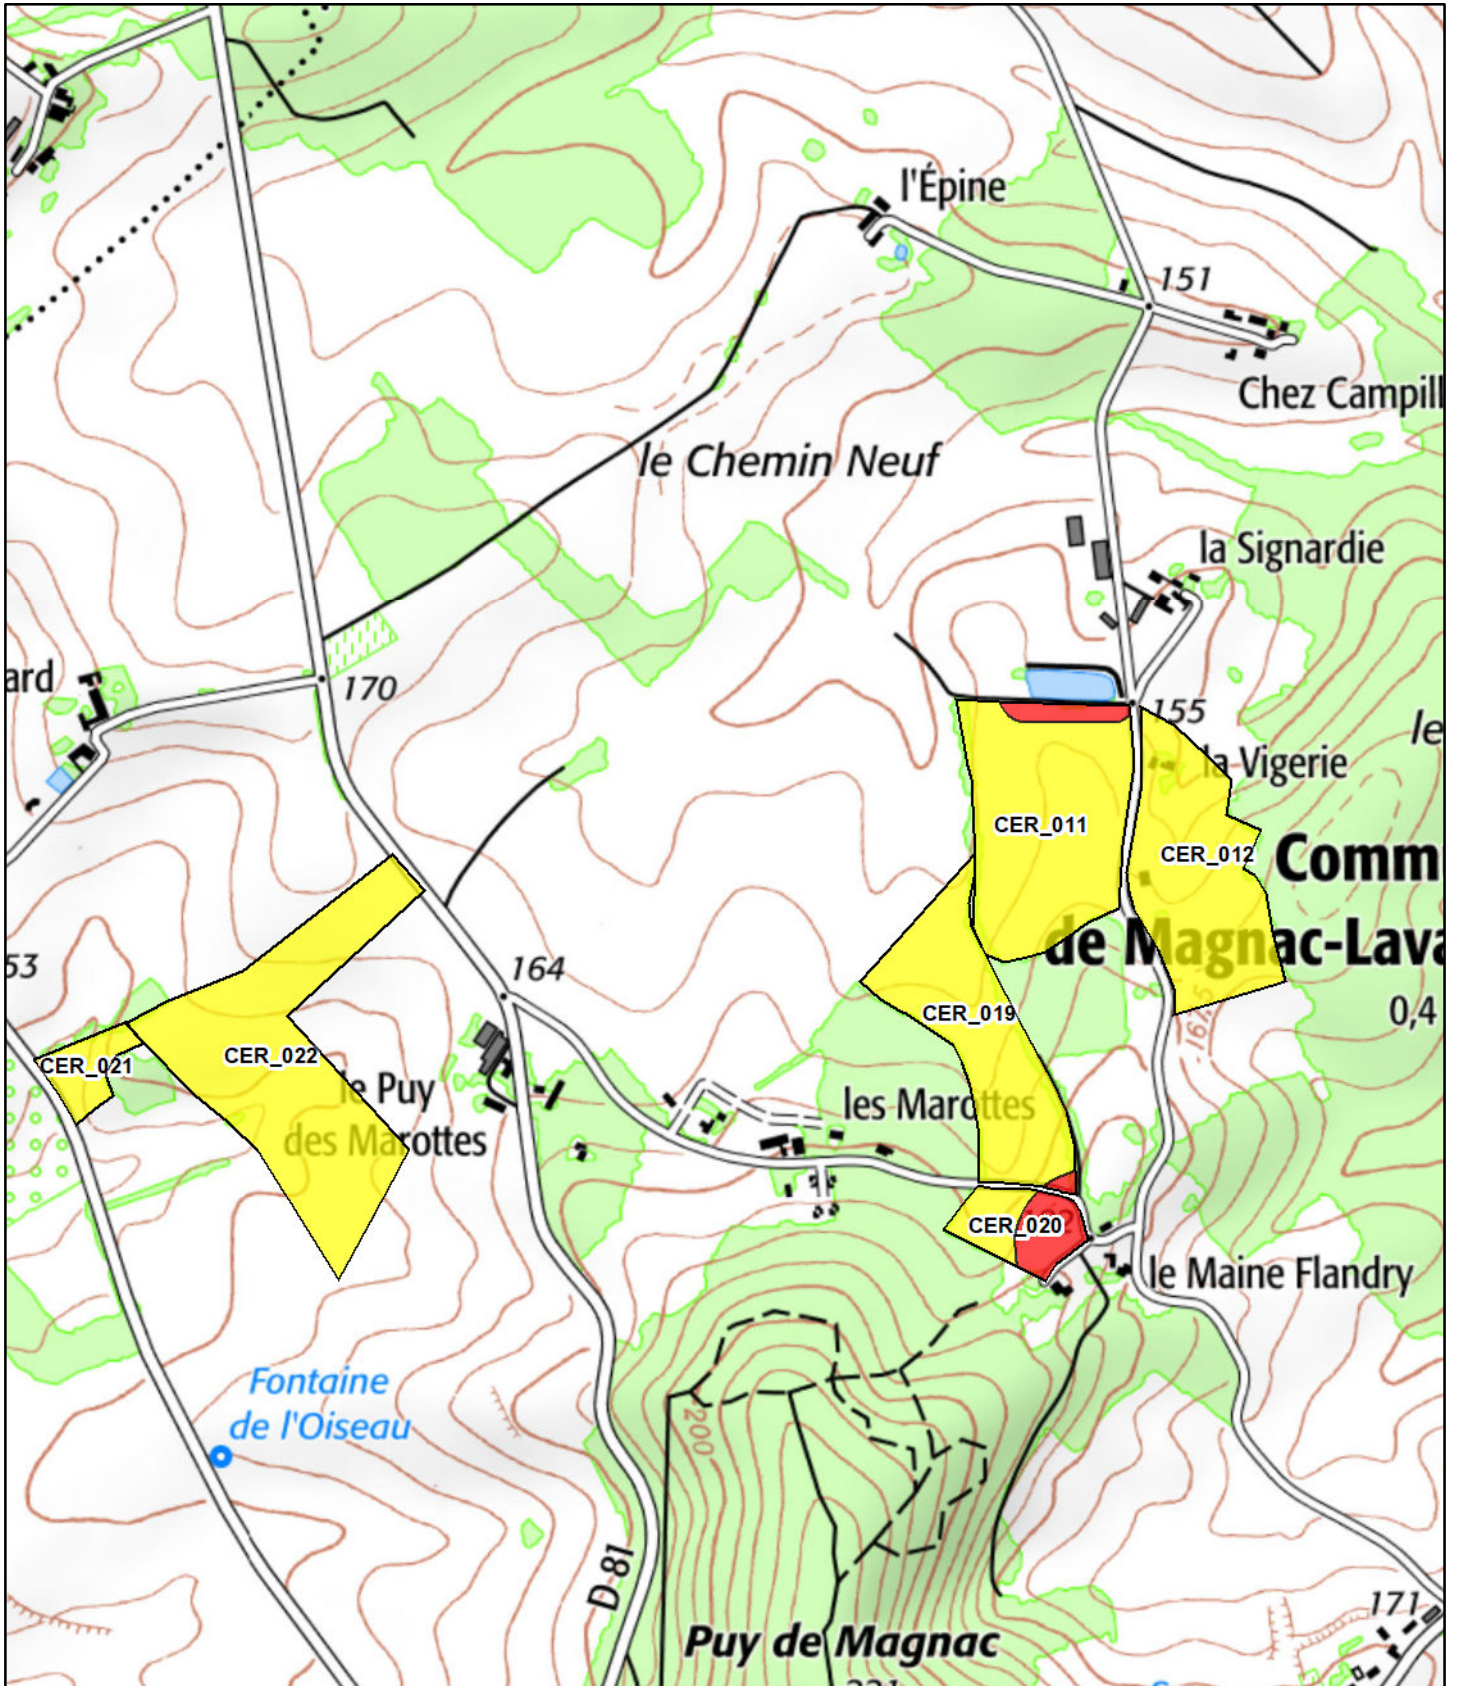 l'Épine
151
Chez Campill
le Chemin Neuf
la Signardie
ard
170
155
le
la Vigerie
CER_011
CER_012
Comm
de Magnac-Lava
53
164
0,4
CER_019
CER_021
CER_022
le Puy
des Marottes
les Marottes
CER_020
le Maine Flandry
Fontaine
de l'Oiseau
200
D 81
171
Puy de Magnac